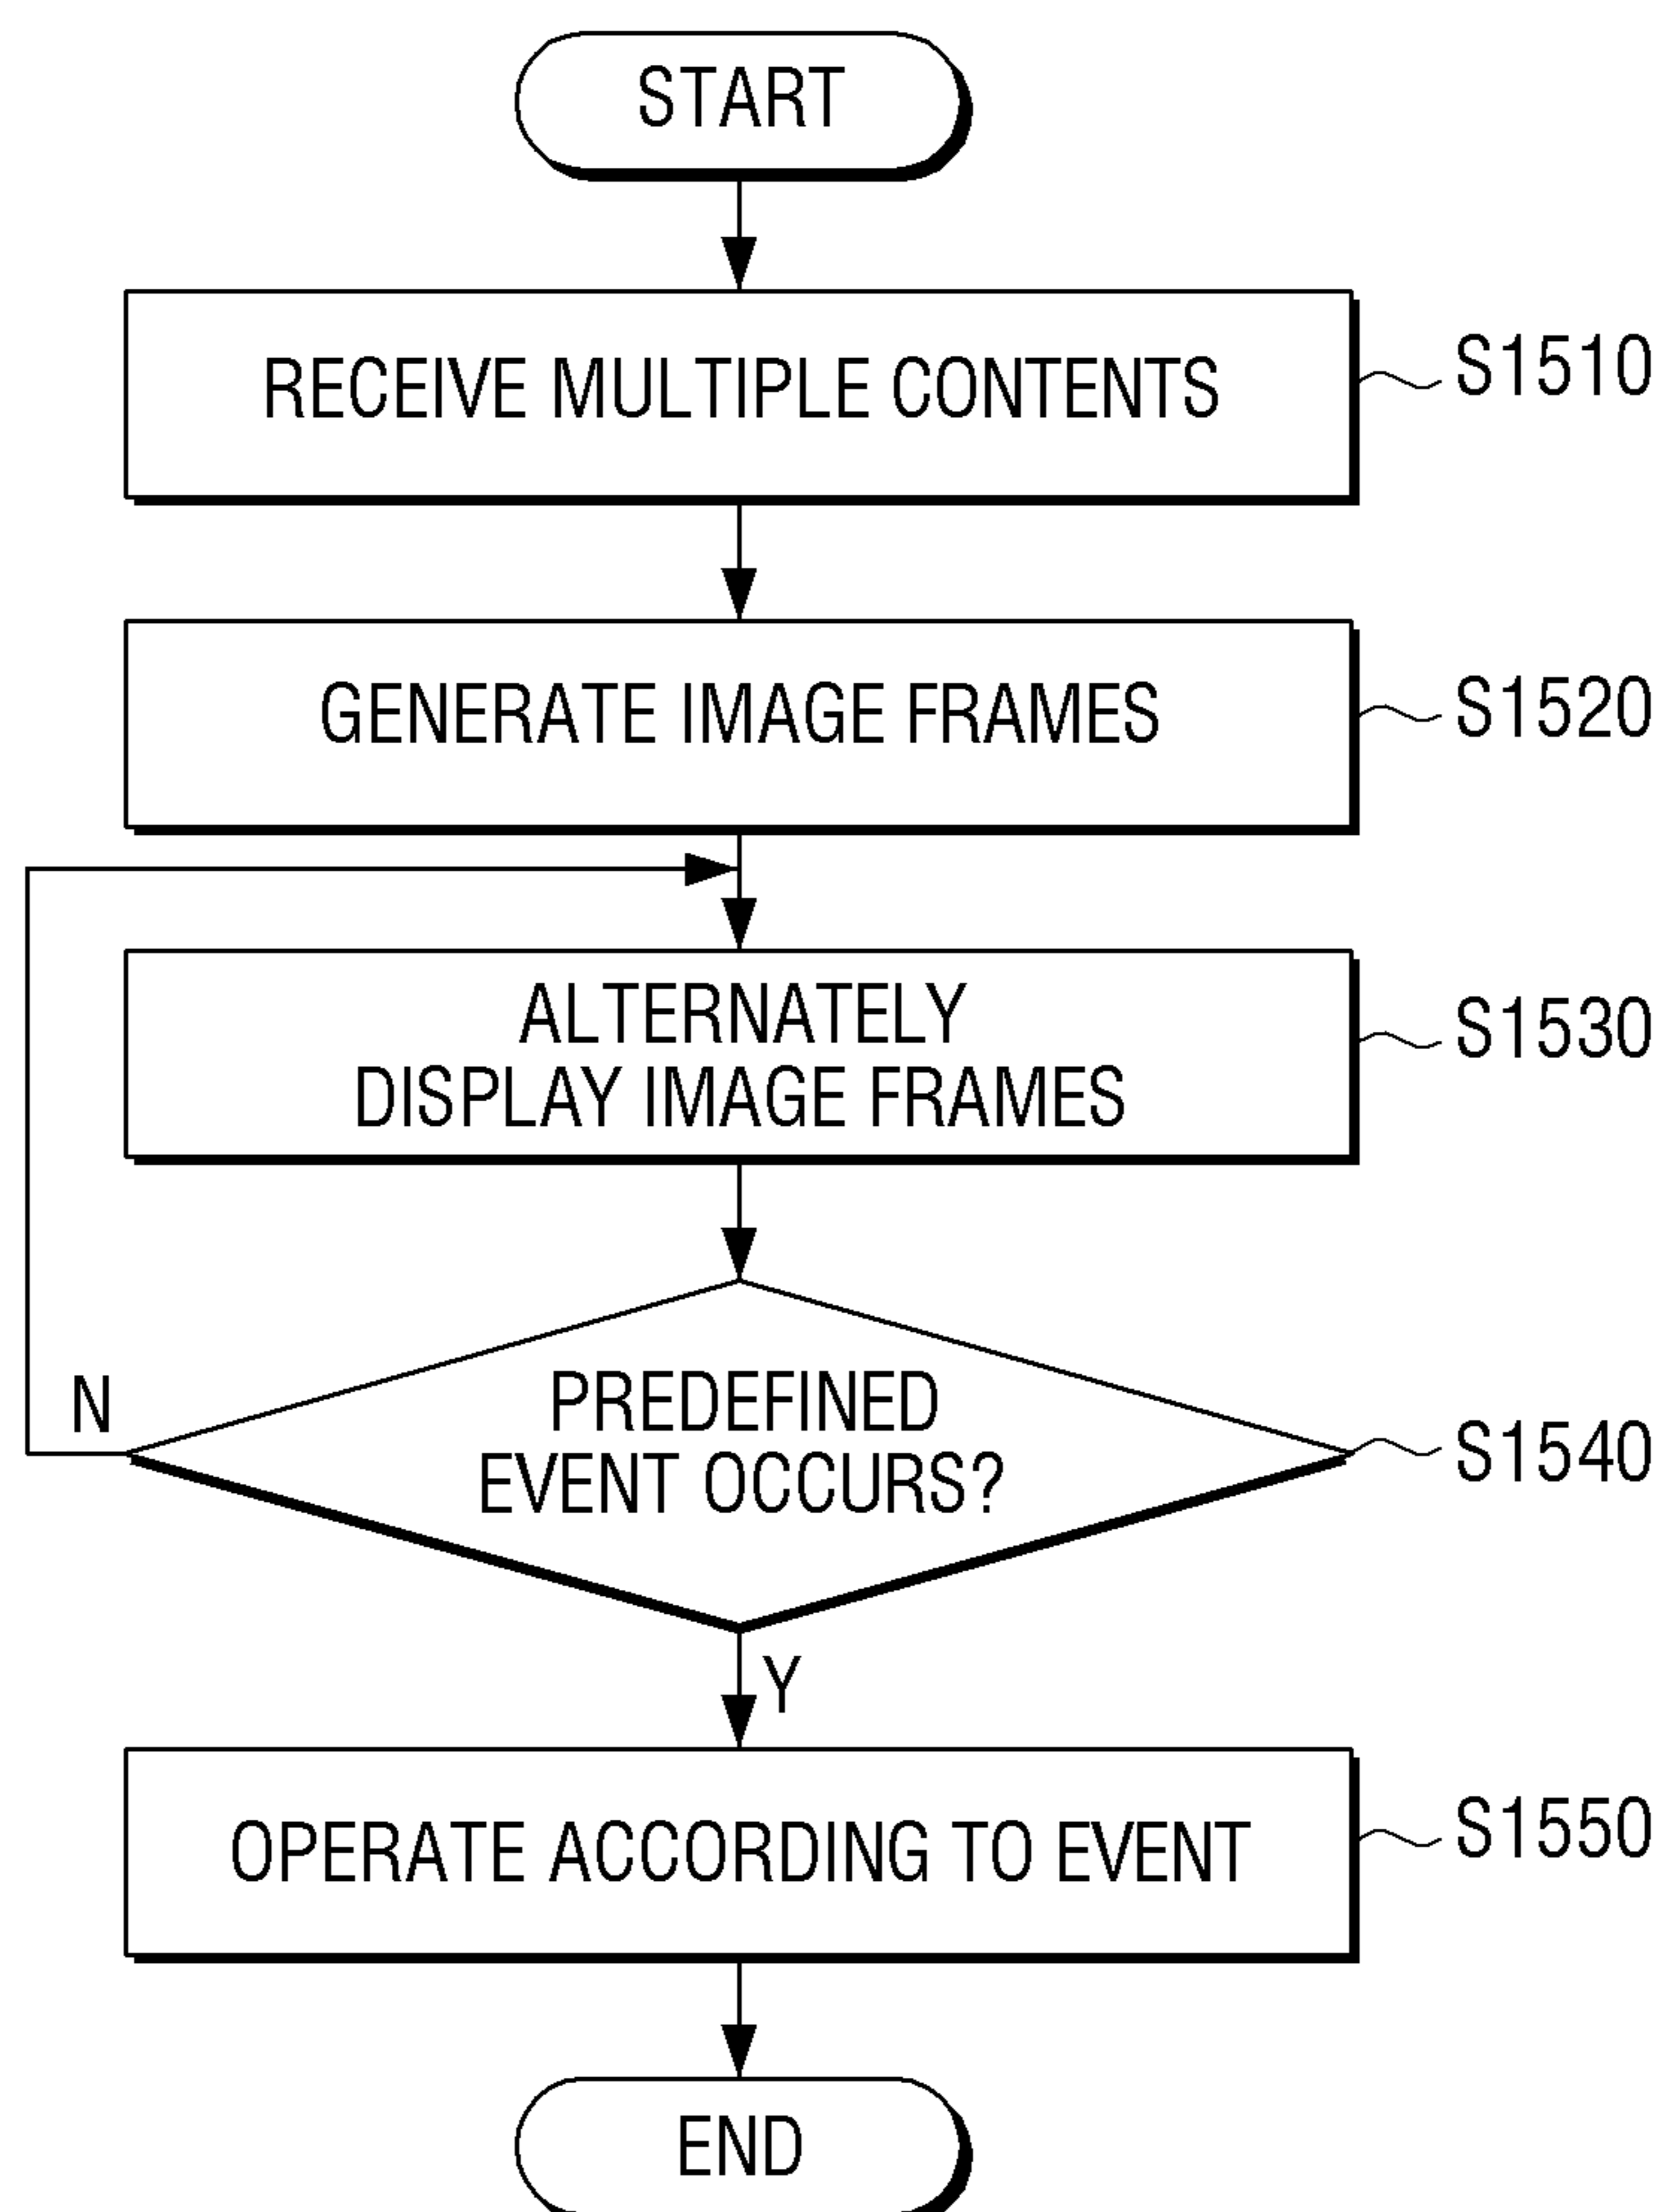 START
RECEIVE MULTIPLE CONTENTS
S1510
GENERATE IMAGE FRAMES
S1520
ALTERNATELY
DISPLAY IMAGE FRAMES
S1530
PREDEFINED
EVENT OCCURS?
S1540
N
Y
OPERATE ACCORDING TO EVENT
S1550
END